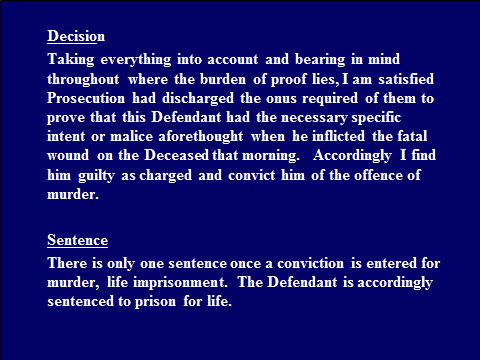 Decision
Taking everything into account and bearing in mind
throughout where the burden of proof lies, I am satisfied
Prosecution had discharged the onus required of them to
prove that this Defendant had the necessary specific
intent or malice aforethought when he inflicted the fatal
wound on the Deceased that morning. Accordingly I find
him guilty as charged and convict him of the offence of
murder.
Sentence
There is only one sentence once a conviction is entered for
murder, life imprisonment. The Defendant is accordingly
sentenced to prison for life.